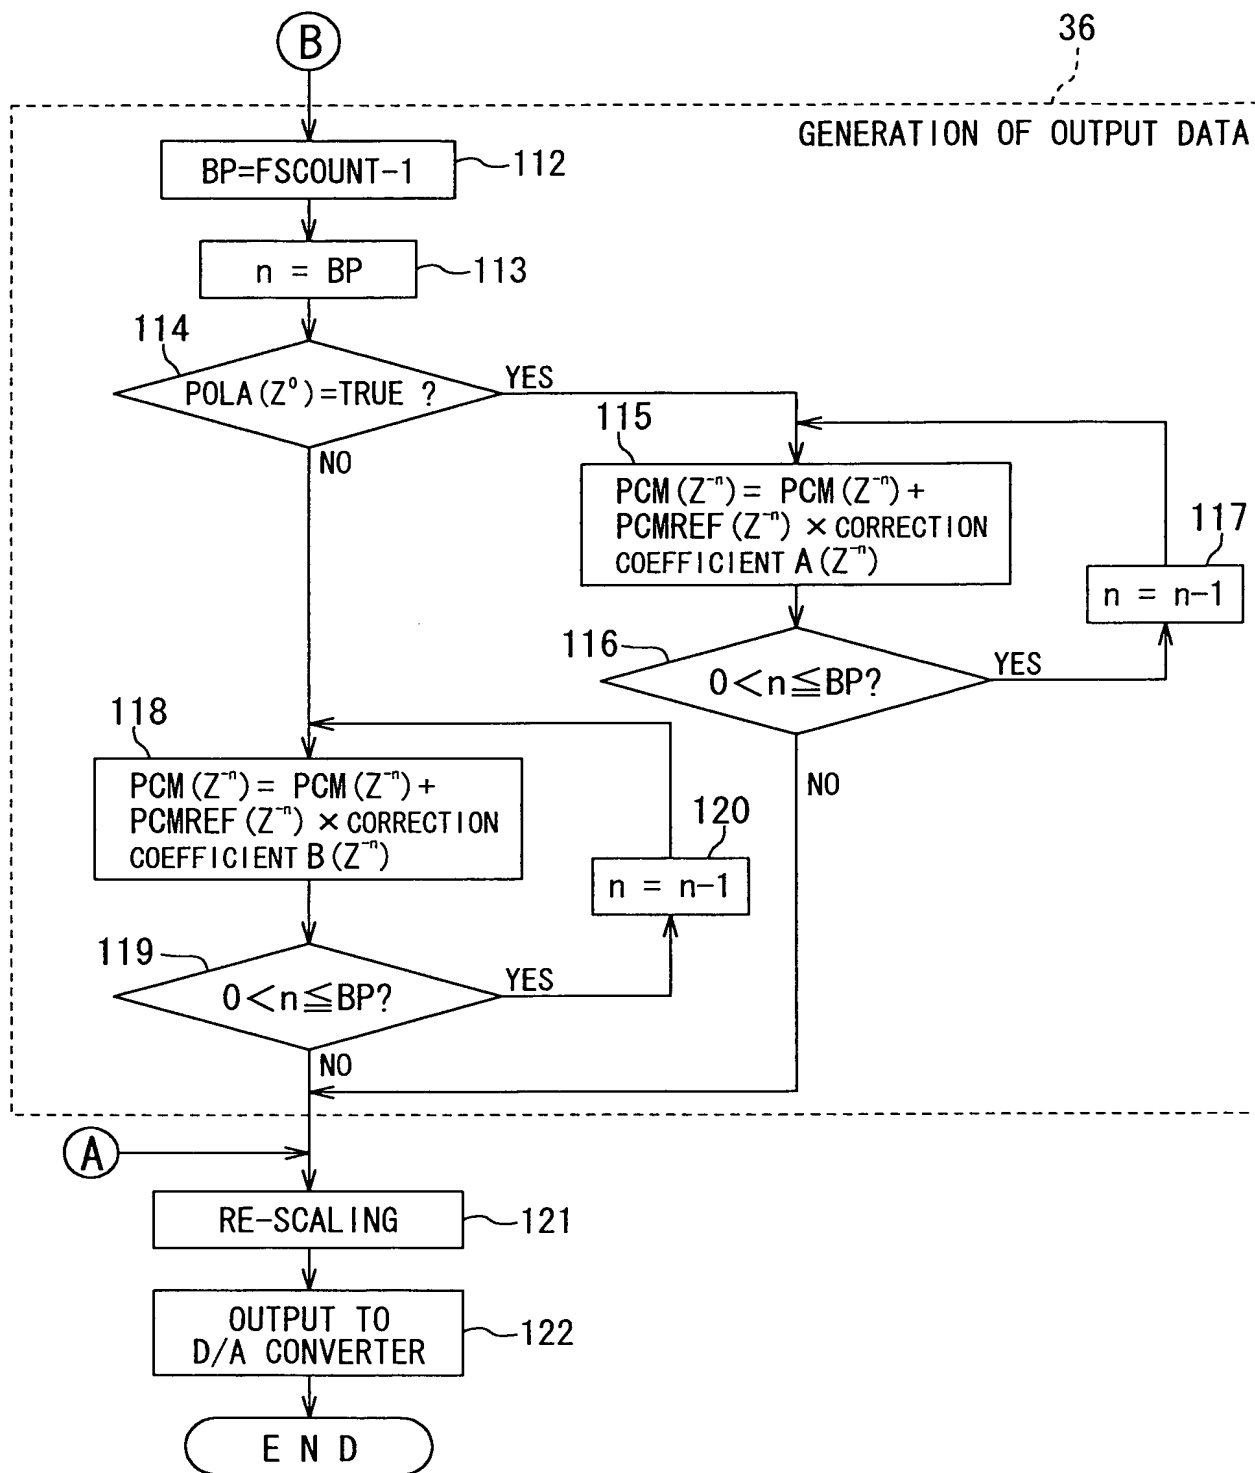 B
36
GENERATION OF OUTPUT DATA
BP=FSCOUNT-1
112
n = BP
113
114
POLA(Z⁰)=TRUE ?
YES
NO
115
PCM(Z⁻ⁿ)= PCM(Z⁻ⁿ)+
PCMREF(Z⁻ⁿ)×CORRECTION
COEFFICIENT A(Z⁻ⁿ)
117
n = n-1
116
0<n≦BP?
YES
NO
118
PCM(Z⁻ⁿ)= PCM(Z⁻ⁿ)+
PCMREF(Z⁻ⁿ)×CORRECTION
COEFFICIENT B(Z⁻ⁿ)
120
n = n-1
119
0<n≦BP?
YES
NO
A
RE-SCALING
121
OUTPUT TO
D/A CONVERTER
122
END